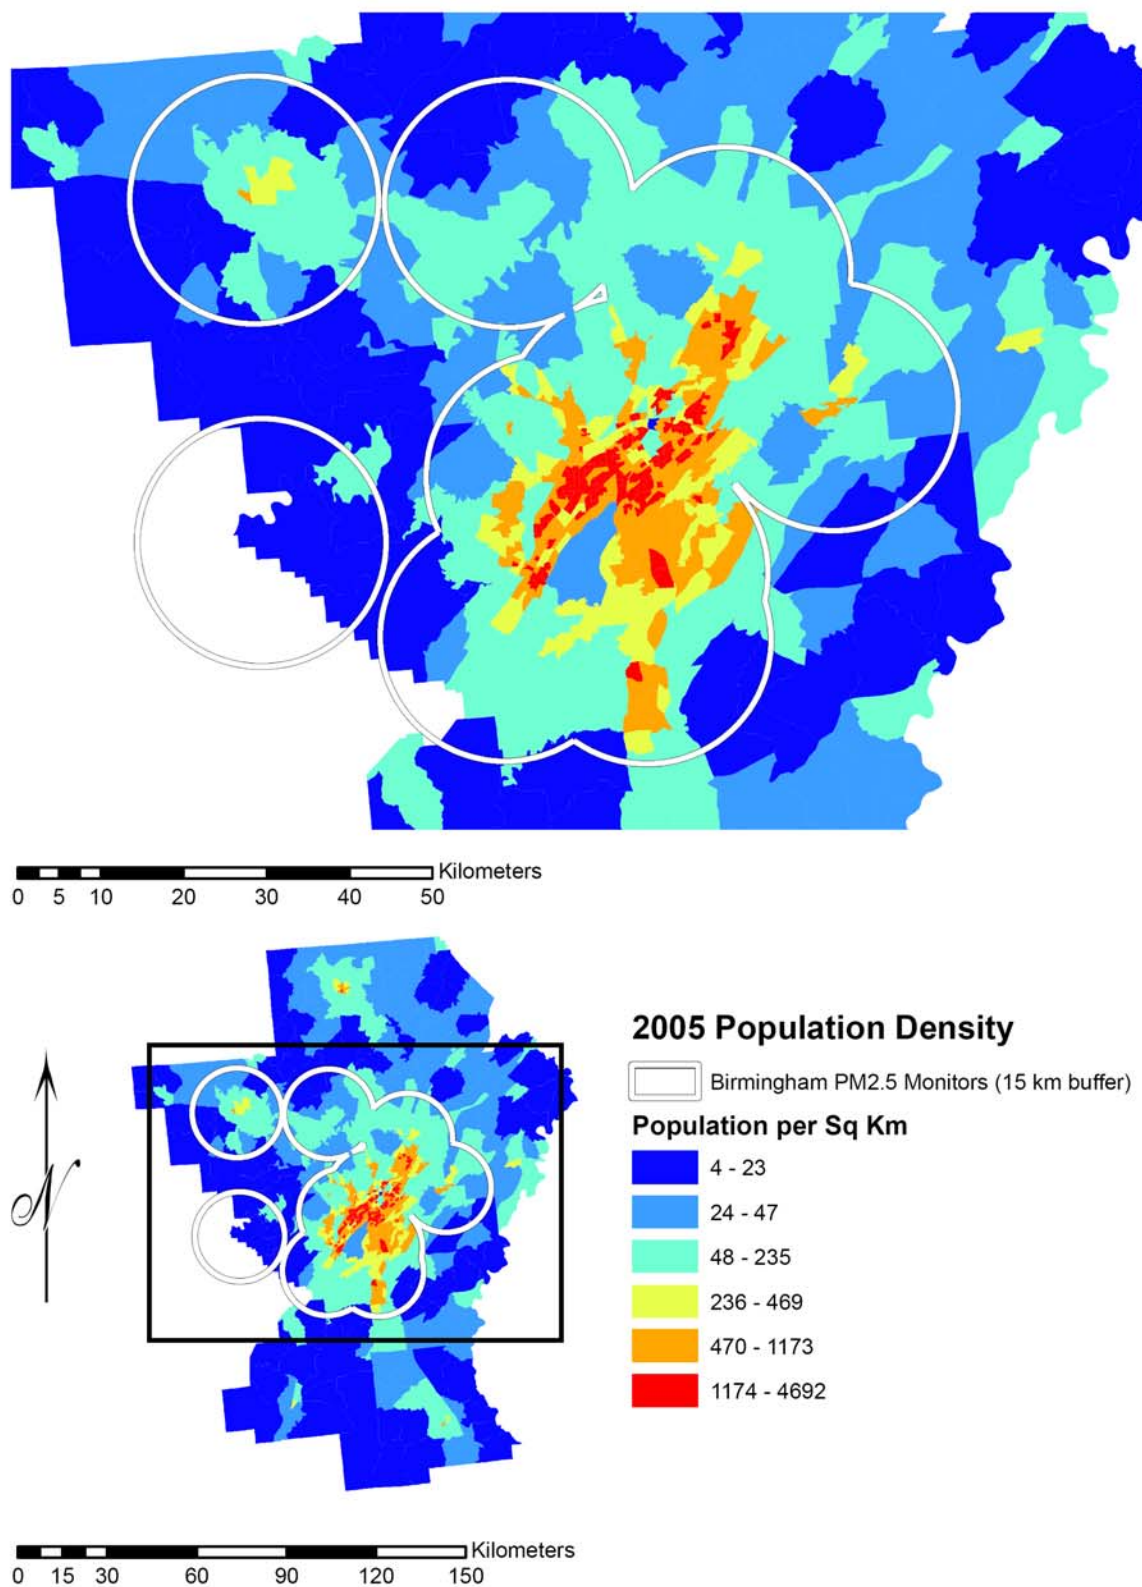 Kilometers
0 5 10 20 30 40 50
N
2005 Population Density
Birmingham PM2.5 Monitors (15 km buffer)
Population per Sq Km
4 - 23
24 - 47
48 - 235
236 - 469
470 - 1173
1174 - 4692
Kilometers
0 15 30 60 90 120 150